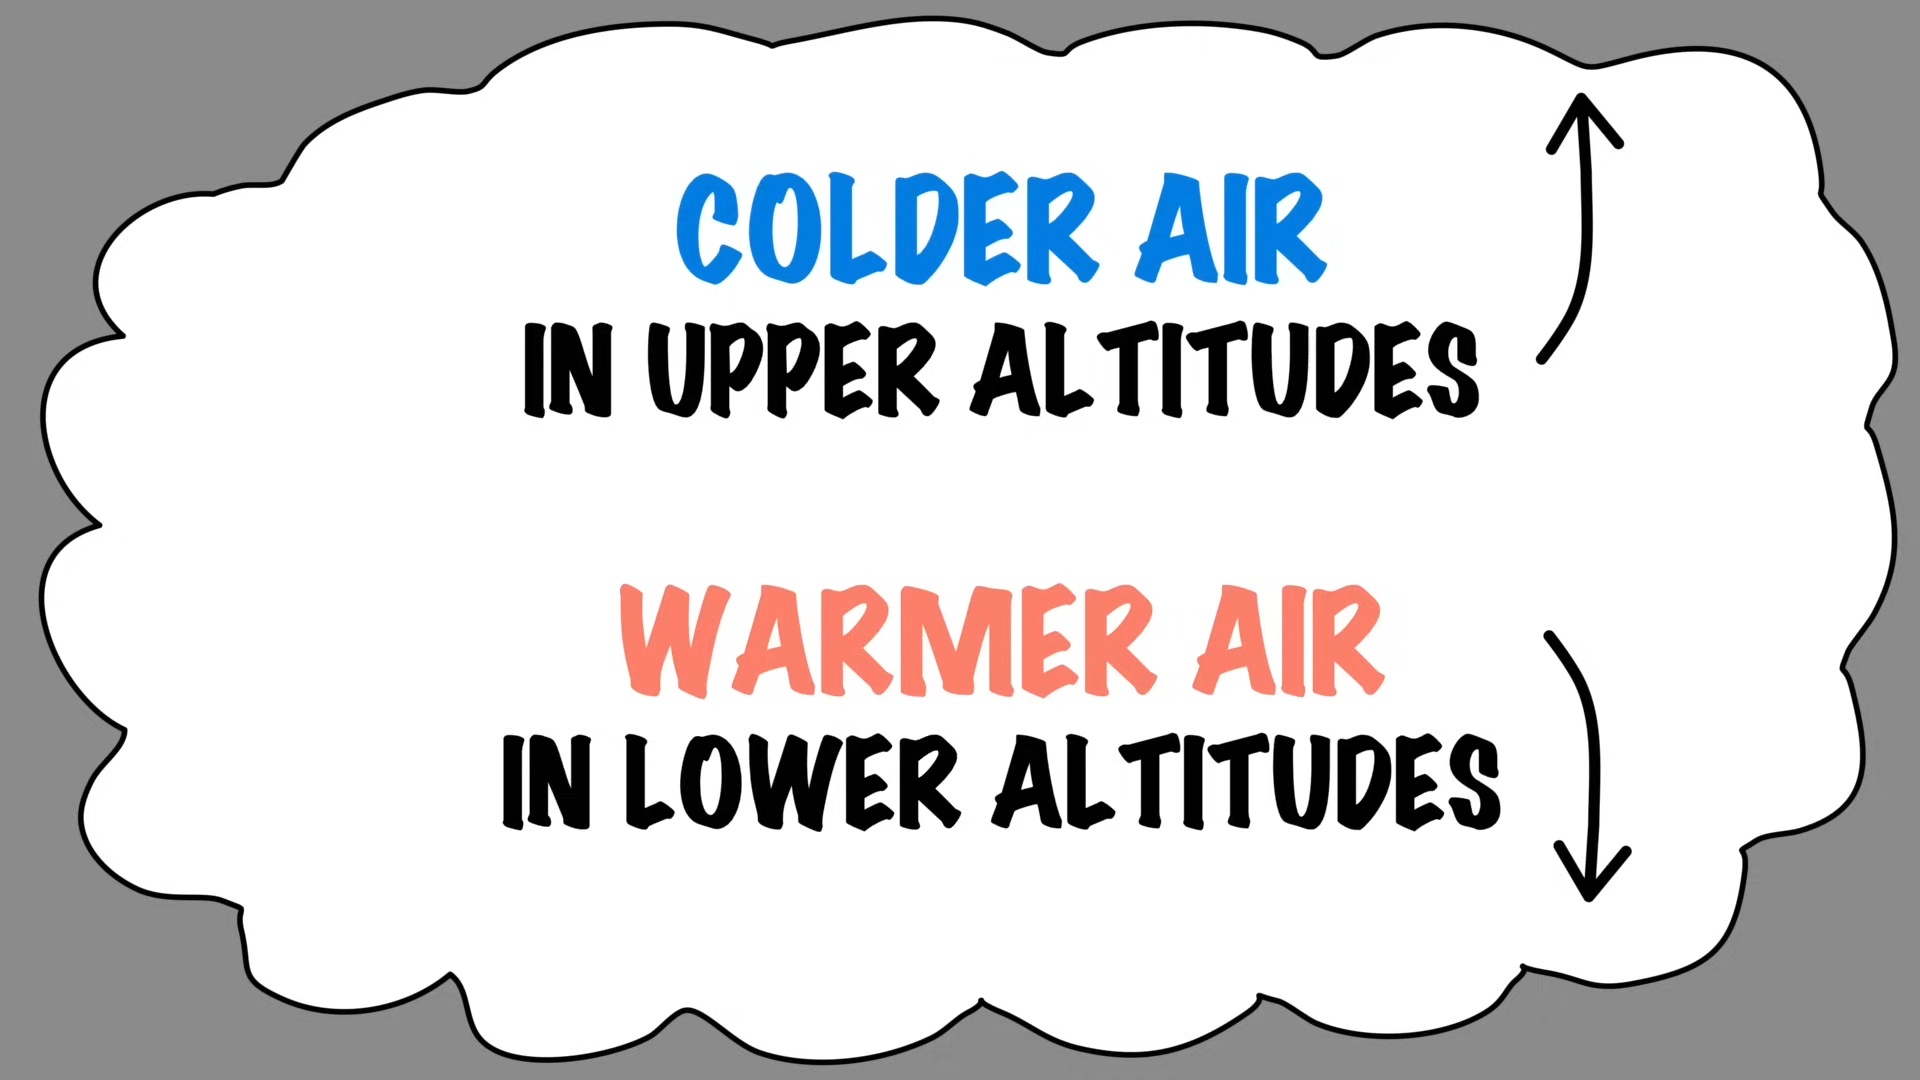 COLDER AIR
IN UPPER ALTITUDES
WARMER AIR
IN LOWER ALTITUDES